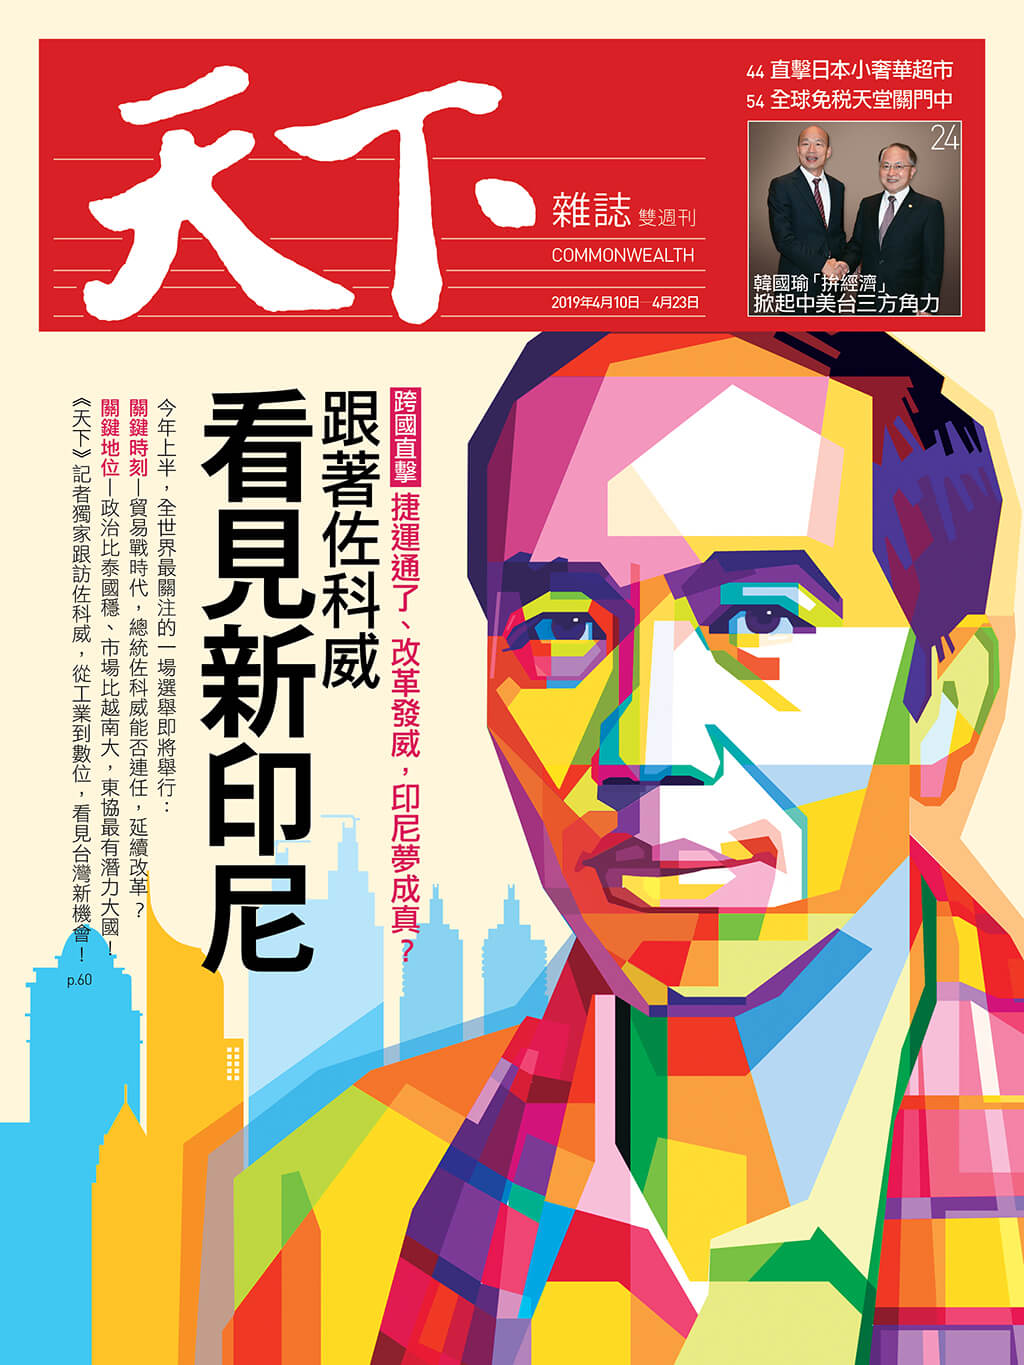 天下
雜誌 雙週刊
COMMONWEALTH
2019年4月10日—4月23日
44 直擊日本小奢華超市
54 全球免稅天堂關門中
24
韓國瑜「拚經濟」
掀起中美台三方角力
跨國直擊 捷運通了、改革發威，印尼夢成真？
跟著佐科威
看見新印尼
今年上半，全世界最關注的一場選舉即將舉行：
關鍵時刻—貿易戰時代，總統佐科威能否連任，延續改革？
關鍵地位—政治比泰國穩、市場比越南大，東協最有潛力大國！
《天下》記者獨家跟訪佐科威，從工業到數位，看見台灣新機會！
p.60